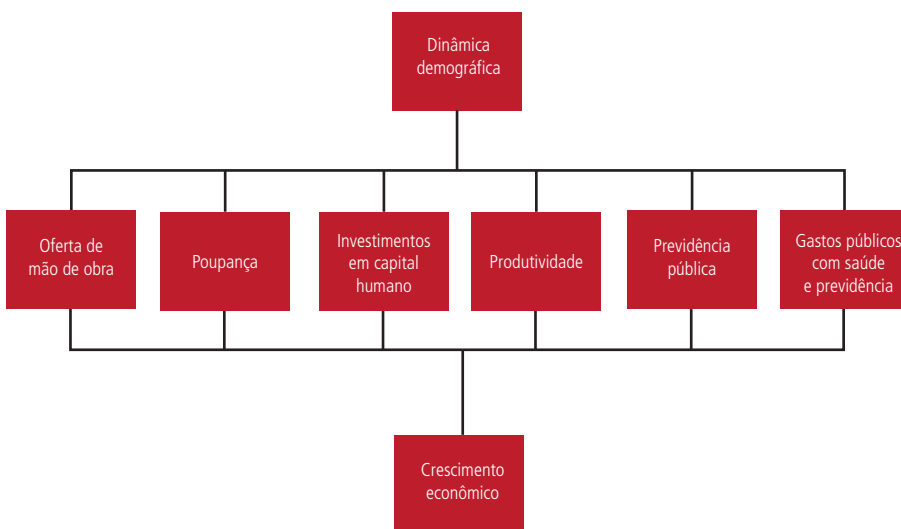 Dinâmica
demográfica
Oferta de
mão de obra
Poupança
Investimentos
em capital
humano
Produtividade
Previdência
pública
Gastos públicos
com saúde
e previdência
Crescimento
econômico